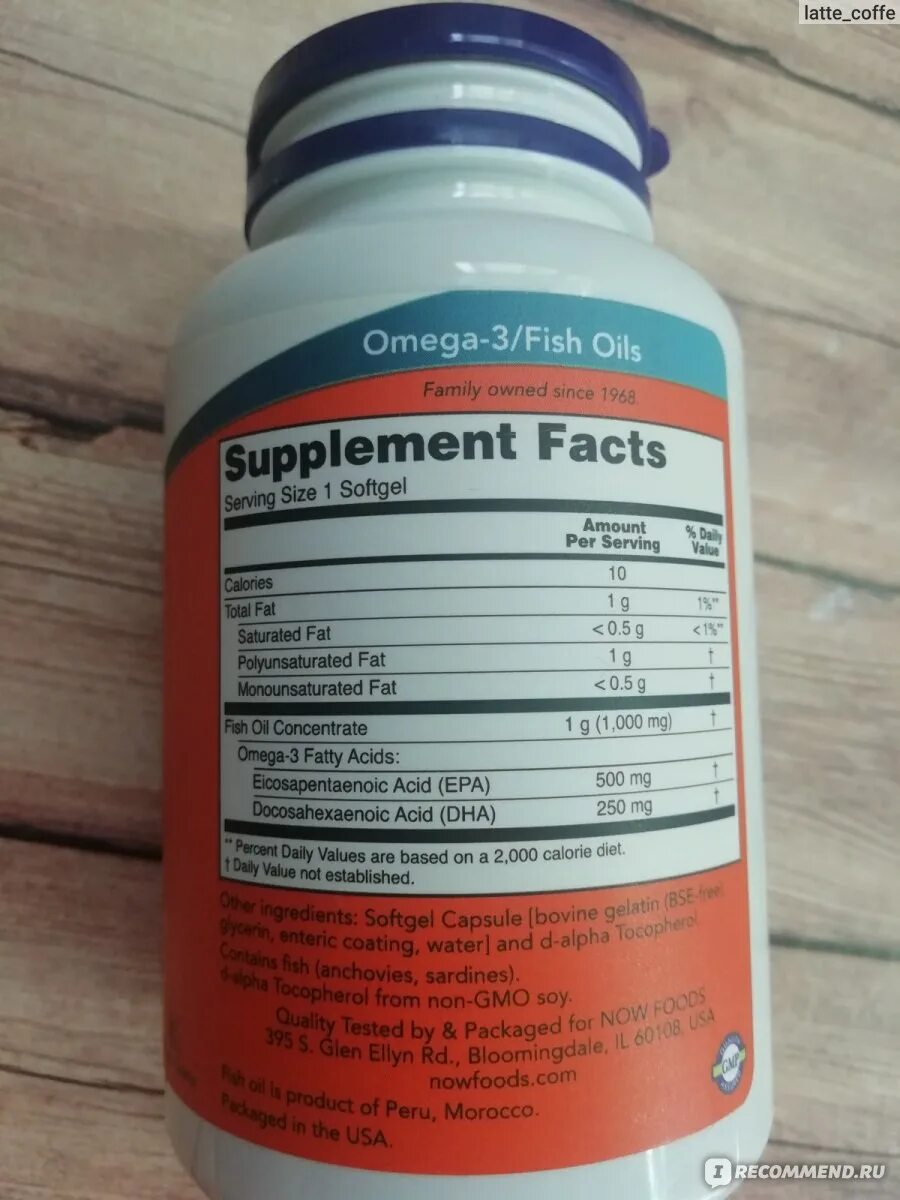 latte_coffe
Omega-3/Fish Oils
Family owned since 1968
Supplement Facts
Serving Size 1 Softgel
Amount Per Serving % Daily Value
Calories 10
Total Fat 1 g 1%**
Saturated Fat < 0.5 g < 1%**
Polyunsaturated Fat 1 g †
Monounsaturated Fat < 0.5 g †
Fish Oil Concentrate 1 g (1,000 mg) †
Omega-3 Fatty Acids:
Eicosapentaenoic Acid (EPA) 500 mg †
Docosahexaenoic Acid (DHA) 250 mg †
** Percent Daily Values are based on a 2,000 calorie diet.
† Daily Value not established.
Other ingredients: Softgel Capsule [bovine gelatin (BSE-free)
glycerin, enteric coating, water] and d-alpha Tocopherol
Contains fish (anchovies, sardines).
d-alpha Tocopherol from non-GMO soy.
Quality Tested by & Packaged for NOW FOODS
395 S. Glen Ellyn Rd., Bloomingdale, IL 60108, USA
nowfoods.com
GMP
Fish oil is product of Peru, Morocco.
Packaged in the USA.
IRECOMMEND.RU